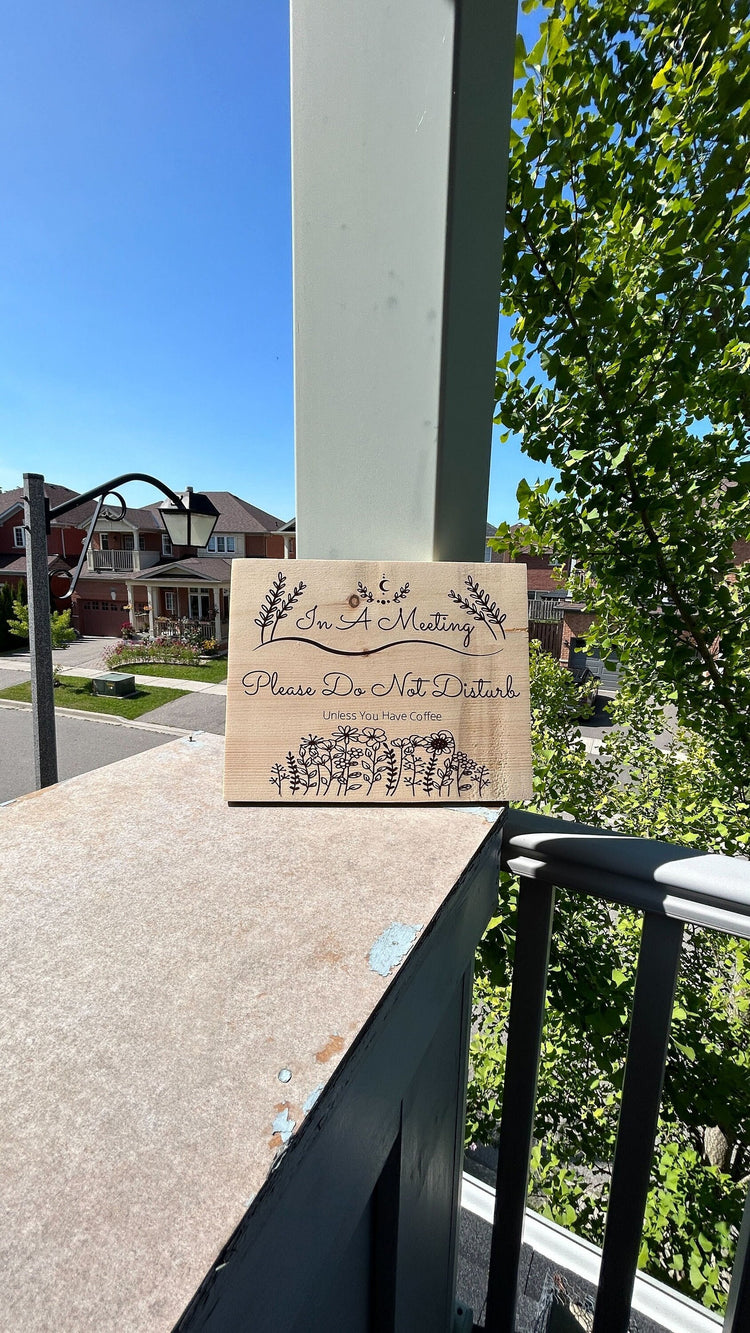 In A Meeting
Please Do Not Disturb
Unless You Have Coffee